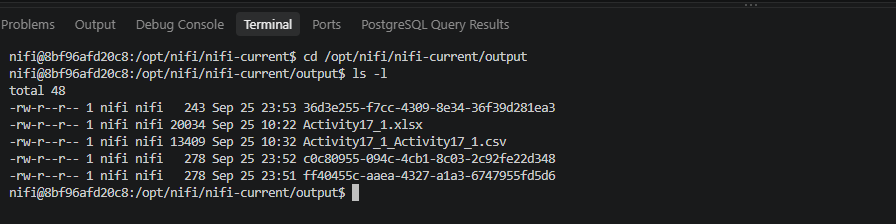 Problems Output Debug Console Terminal Ports PostgreSQL Query Results
nifi@8bf96afd20c8:/opt/nifi/nifi-current$ cd /opt/nifi/nifi-current/output
nifi@8bf96afd20c8:/opt/nifi/nifi-current/output$ ls -l
total 48
-rw-r--r-- 1 nifi nifi   243 Sep 25 23:53 36d3e255-f7cc-4309-8e34-36f39d281ea3
-rw-r--r-- 1 nifi nifi 20034 Sep 25 10:22 Activity17_1.xlsx
-rw-r--r-- 1 nifi nifi 13409 Sep 25 10:32 Activity17_1_Activity17_1.csv
-rw-r--r-- 1 nifi nifi   278 Sep 25 23:52 c0c80955-094c-4cb1-8c03-2c92fe22d348
-rw-r--r-- 1 nifi nifi   278 Sep 25 23:51 ff40455c-aaea-4327-a1a3-6747955fd5d6
nifi@8bf96afd20c8:/opt/nifi/nifi-current/output$